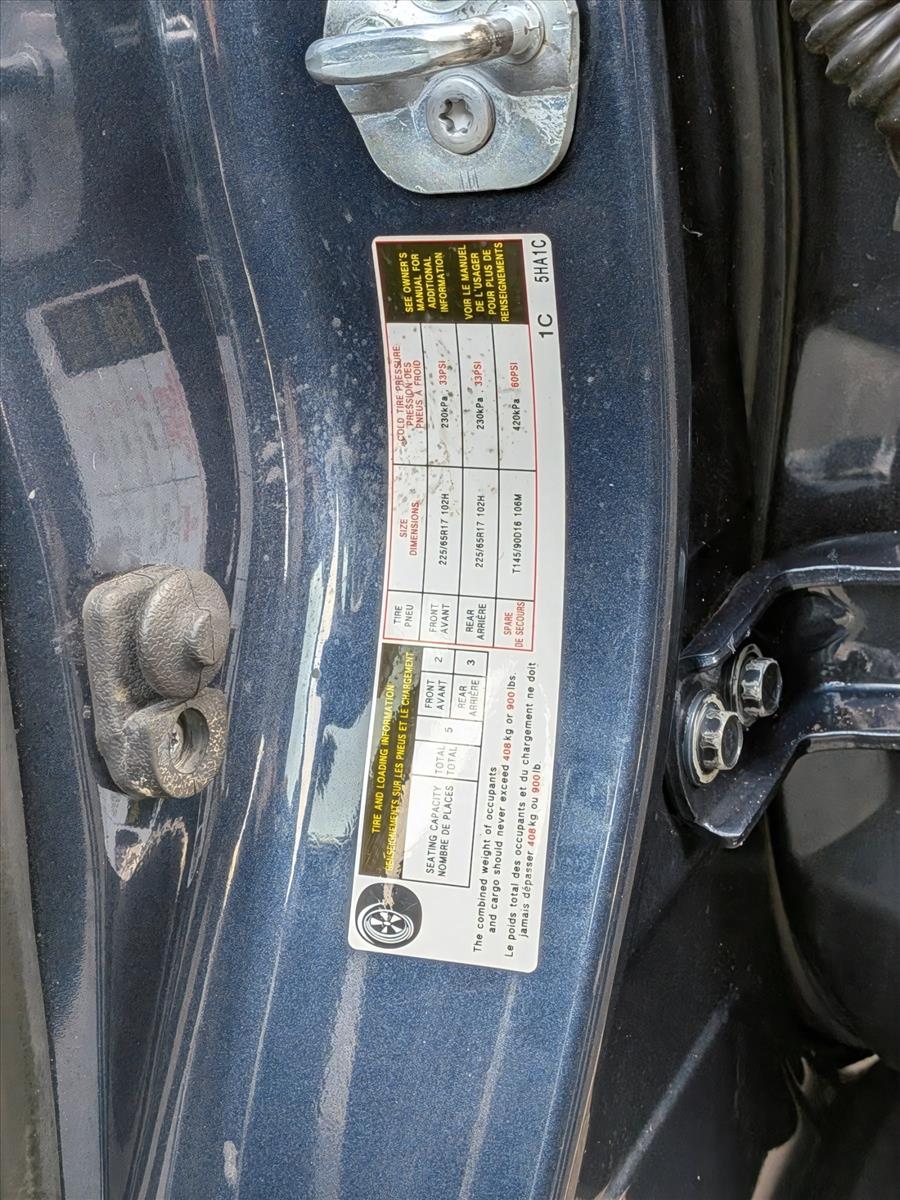 TIRE AND LOADING INFORMATION
RENSEIGNEMENTS SUR LES PNEUS ET LE CHARGEMENT
SEATING CAPACITY
NOMBRE DE PLACES
TOTAL
TOTAL
5
FRONT
AVANT
2
REAR
ARRIÈRE
3
The combined weight of occupants
and cargo should never exceed 408 kg or 900 lbs.
Le poids total des occupants et du chargement ne doit
jamais dépasser 408 kg ou 900 lb.
TIRE
PNEU
SIZE
DIMENSIONS
COLD TIRE PRESSURE
PRESSION DES
PNEUS À FROID
FRONT
AVANT
225/65R17 102H
230kPa, 33PSI
REAR
ARRIÈRE
225/65R17 102H
230kPa, 33PSI
SPARE
DE SECOURS
T145/90D16 106M
420kPa, 60PSI
SEE OWNER'S
MANUAL FOR
ADDITIONAL
INFORMATION
VOIR LE MANUEL
DE L'USAGER
POUR PLUS DE
RENSEIGNEMENTS
1C 5HA1C